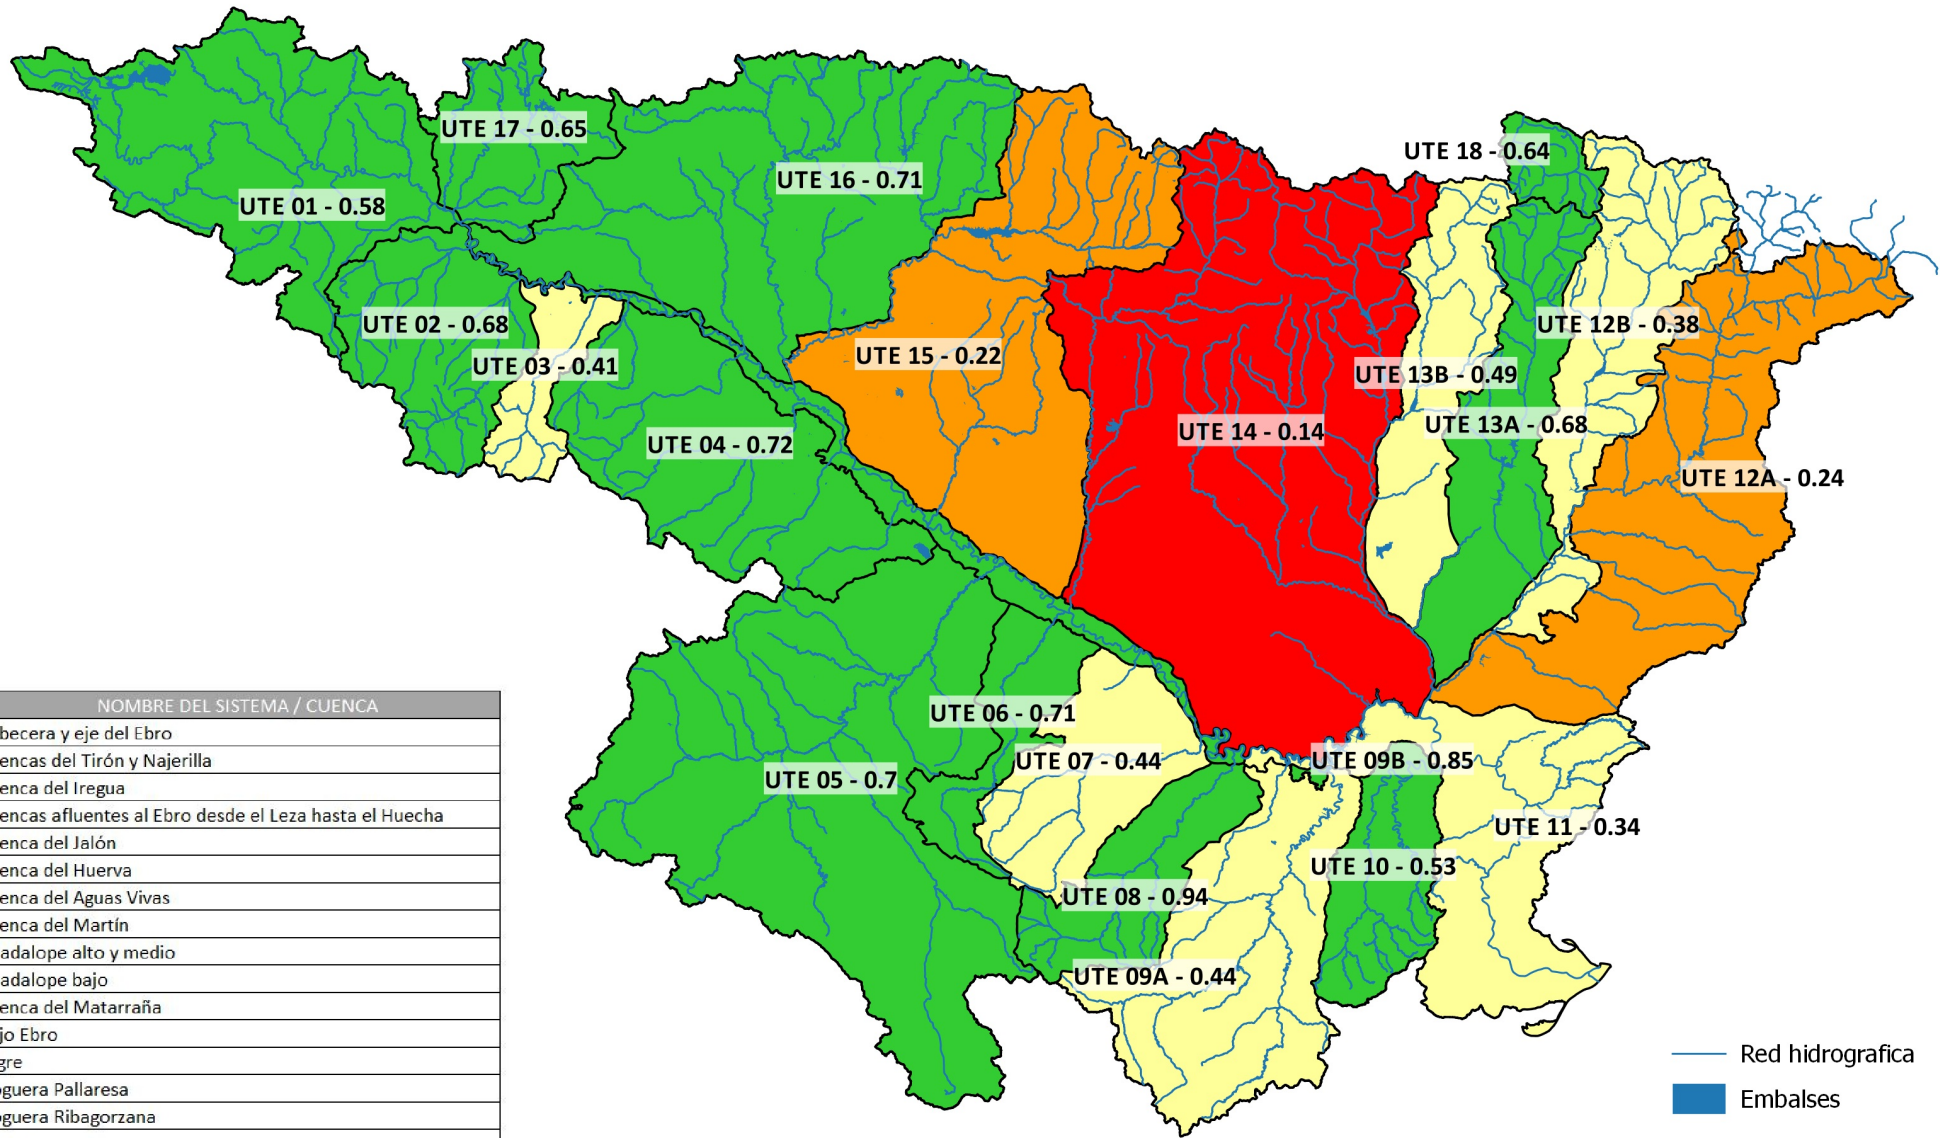 UTE 17 - 0.65
UTE 18 - 0.64
UTE 16 - 0.71
UTE 01 - 0.58
UTE 02 - 0.68
UTE 12B - 0.38
UTE 03 - 0.41
UTE 15 - 0.22
UTE 13B - 0.49
UTE 04 - 0.72
UTE 14 - 0.14
UTE 13A - 0.68
UTE 12A - 0.24
UTE 06 - 0.71
UTE 05 - 0.7
UTE 07 - 0.44
UTE 09B - 0.85
UTE 11 - 0.34
UTE 10 - 0.53
UTE 08 - 0.94
UTE 09A - 0.44
NOMBRE DEL SISTEMA / CUENCA
becera y eje del Ebro
encas del Tirón y Najerilla
enca del Iregua
encas afluentes al Ebro desde el Leza hasta el Huecha
enca del Jalón
enca del Huerva
enca del Aguas Vivas
enca del Martín
adalope alto y medio
adalope bajo
enca del Matarraña
jo Ebro
gre
guera Pallaresa
guera Ribagorzana
Red hidrografica
Embalses